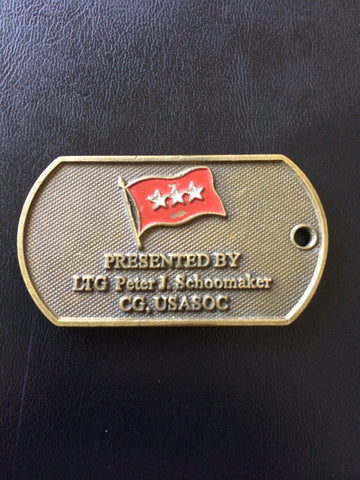 PRESENTED BY
LTG Peter J. Schoomaker
CG, USASOC